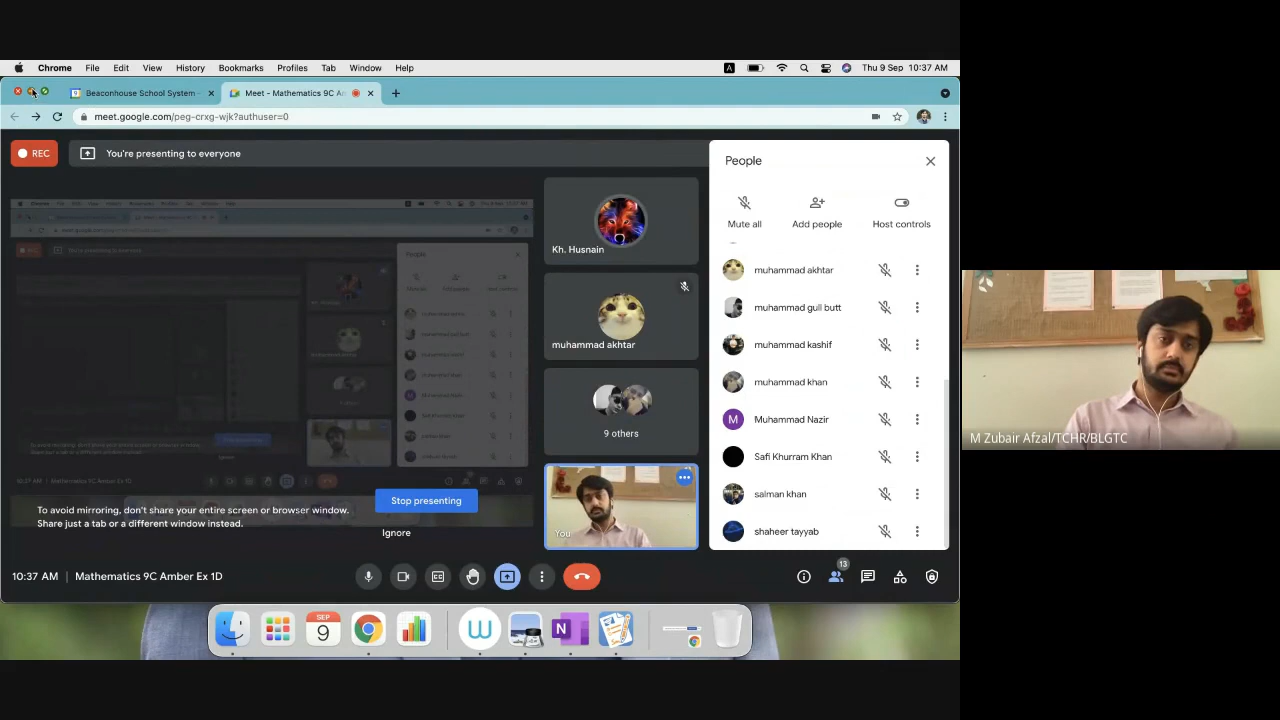 Chrome File Edit View History Bookmarks Profiles Tab Window Help
A Thu 9 Sep 10:37 AM
Beaconhouse School System -
Meet - Mathematics 9C Am
meet.google.com/peg-crxg-wjk?authuser=0
REC
You're presenting to everyone
People
Mute all
Add people
Host controls
Kh. Husnain
muhammad akhtar
9 others
You
muhammad akhtar
muhammad gull butt
muhammad kashif
muhammad khan
M Muhammad Nazir
Safi Khurram Khan
salman khan
shaheer tayyab
To avoid mirroring, don't share your entire screen or browser window.
Share just a tab or a different window instead.
Stop presenting
Ignore
10:37 AM | Mathematics 9C Amber Ex 1D
13
SEP
9
N
M Zubair Afzal/TCHR/BLGTC